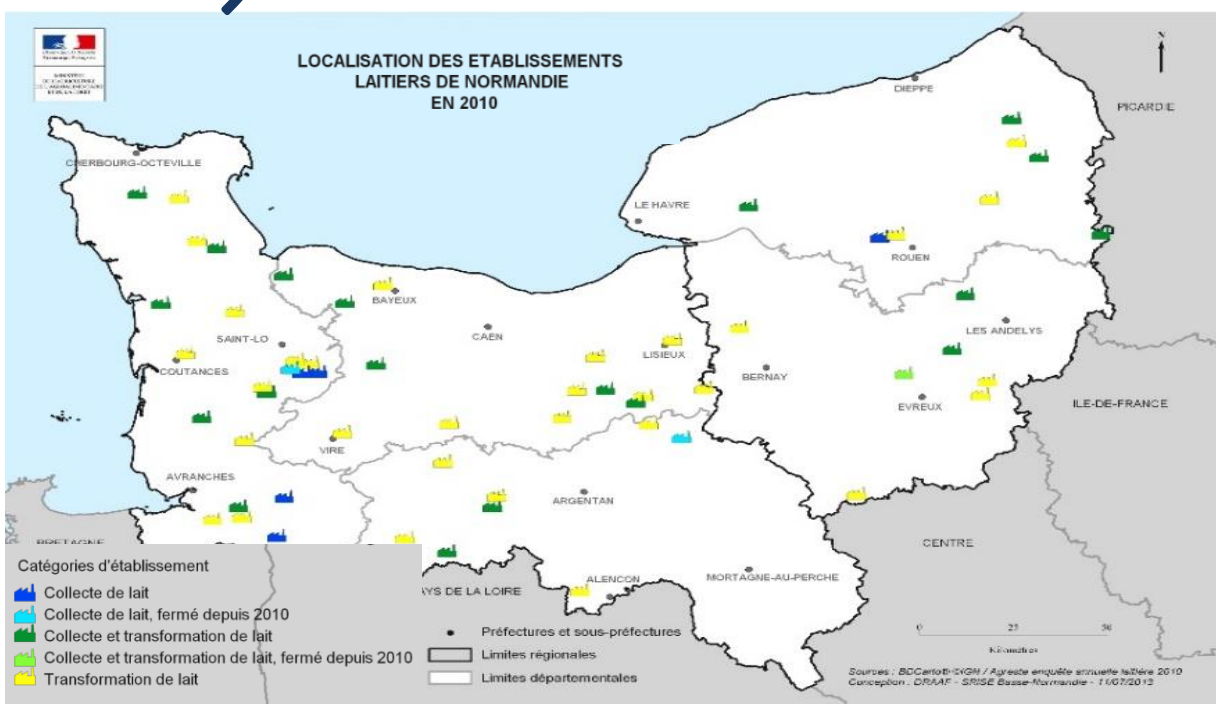 LOCALISATION DES ETABLISSEMENTS
LAITIERS DE NORMANDIE
EN 2010
N
DIEPPE
PICARDIE
CHERBOURG-OCTEVILLE
LE HAVRE
ROUEN
BAYEUX
LES ANDELYS
CAEN
SAINT-LO
LISIEUX
COUTANCES
BERNAY
EVREUX
ILE-DE-FRANCE
VIRE
AVRANCHES
ARGENTAN
BRETAGNE
CENTRE
MORTAGNE-AU-PERCHE
ALENCON
PAYS DE LA LOIRE
Catégories d'établissement
Collecte de lait
Collecte de lait, fermé depuis 2010
Collecte et transformation de lait
Collecte et transformation de lait, fermé depuis 2010
Transformation de lait
Préfectures et sous-préfectures
Limites régionales
Limites départementales
0 25 50
Kilomètres
Sources : BDCarto® ©IGN / Agreste enquête annuelle laitière 2010
Conception : DRAAF - SRISE Basse-Normandie - 11/07/2013